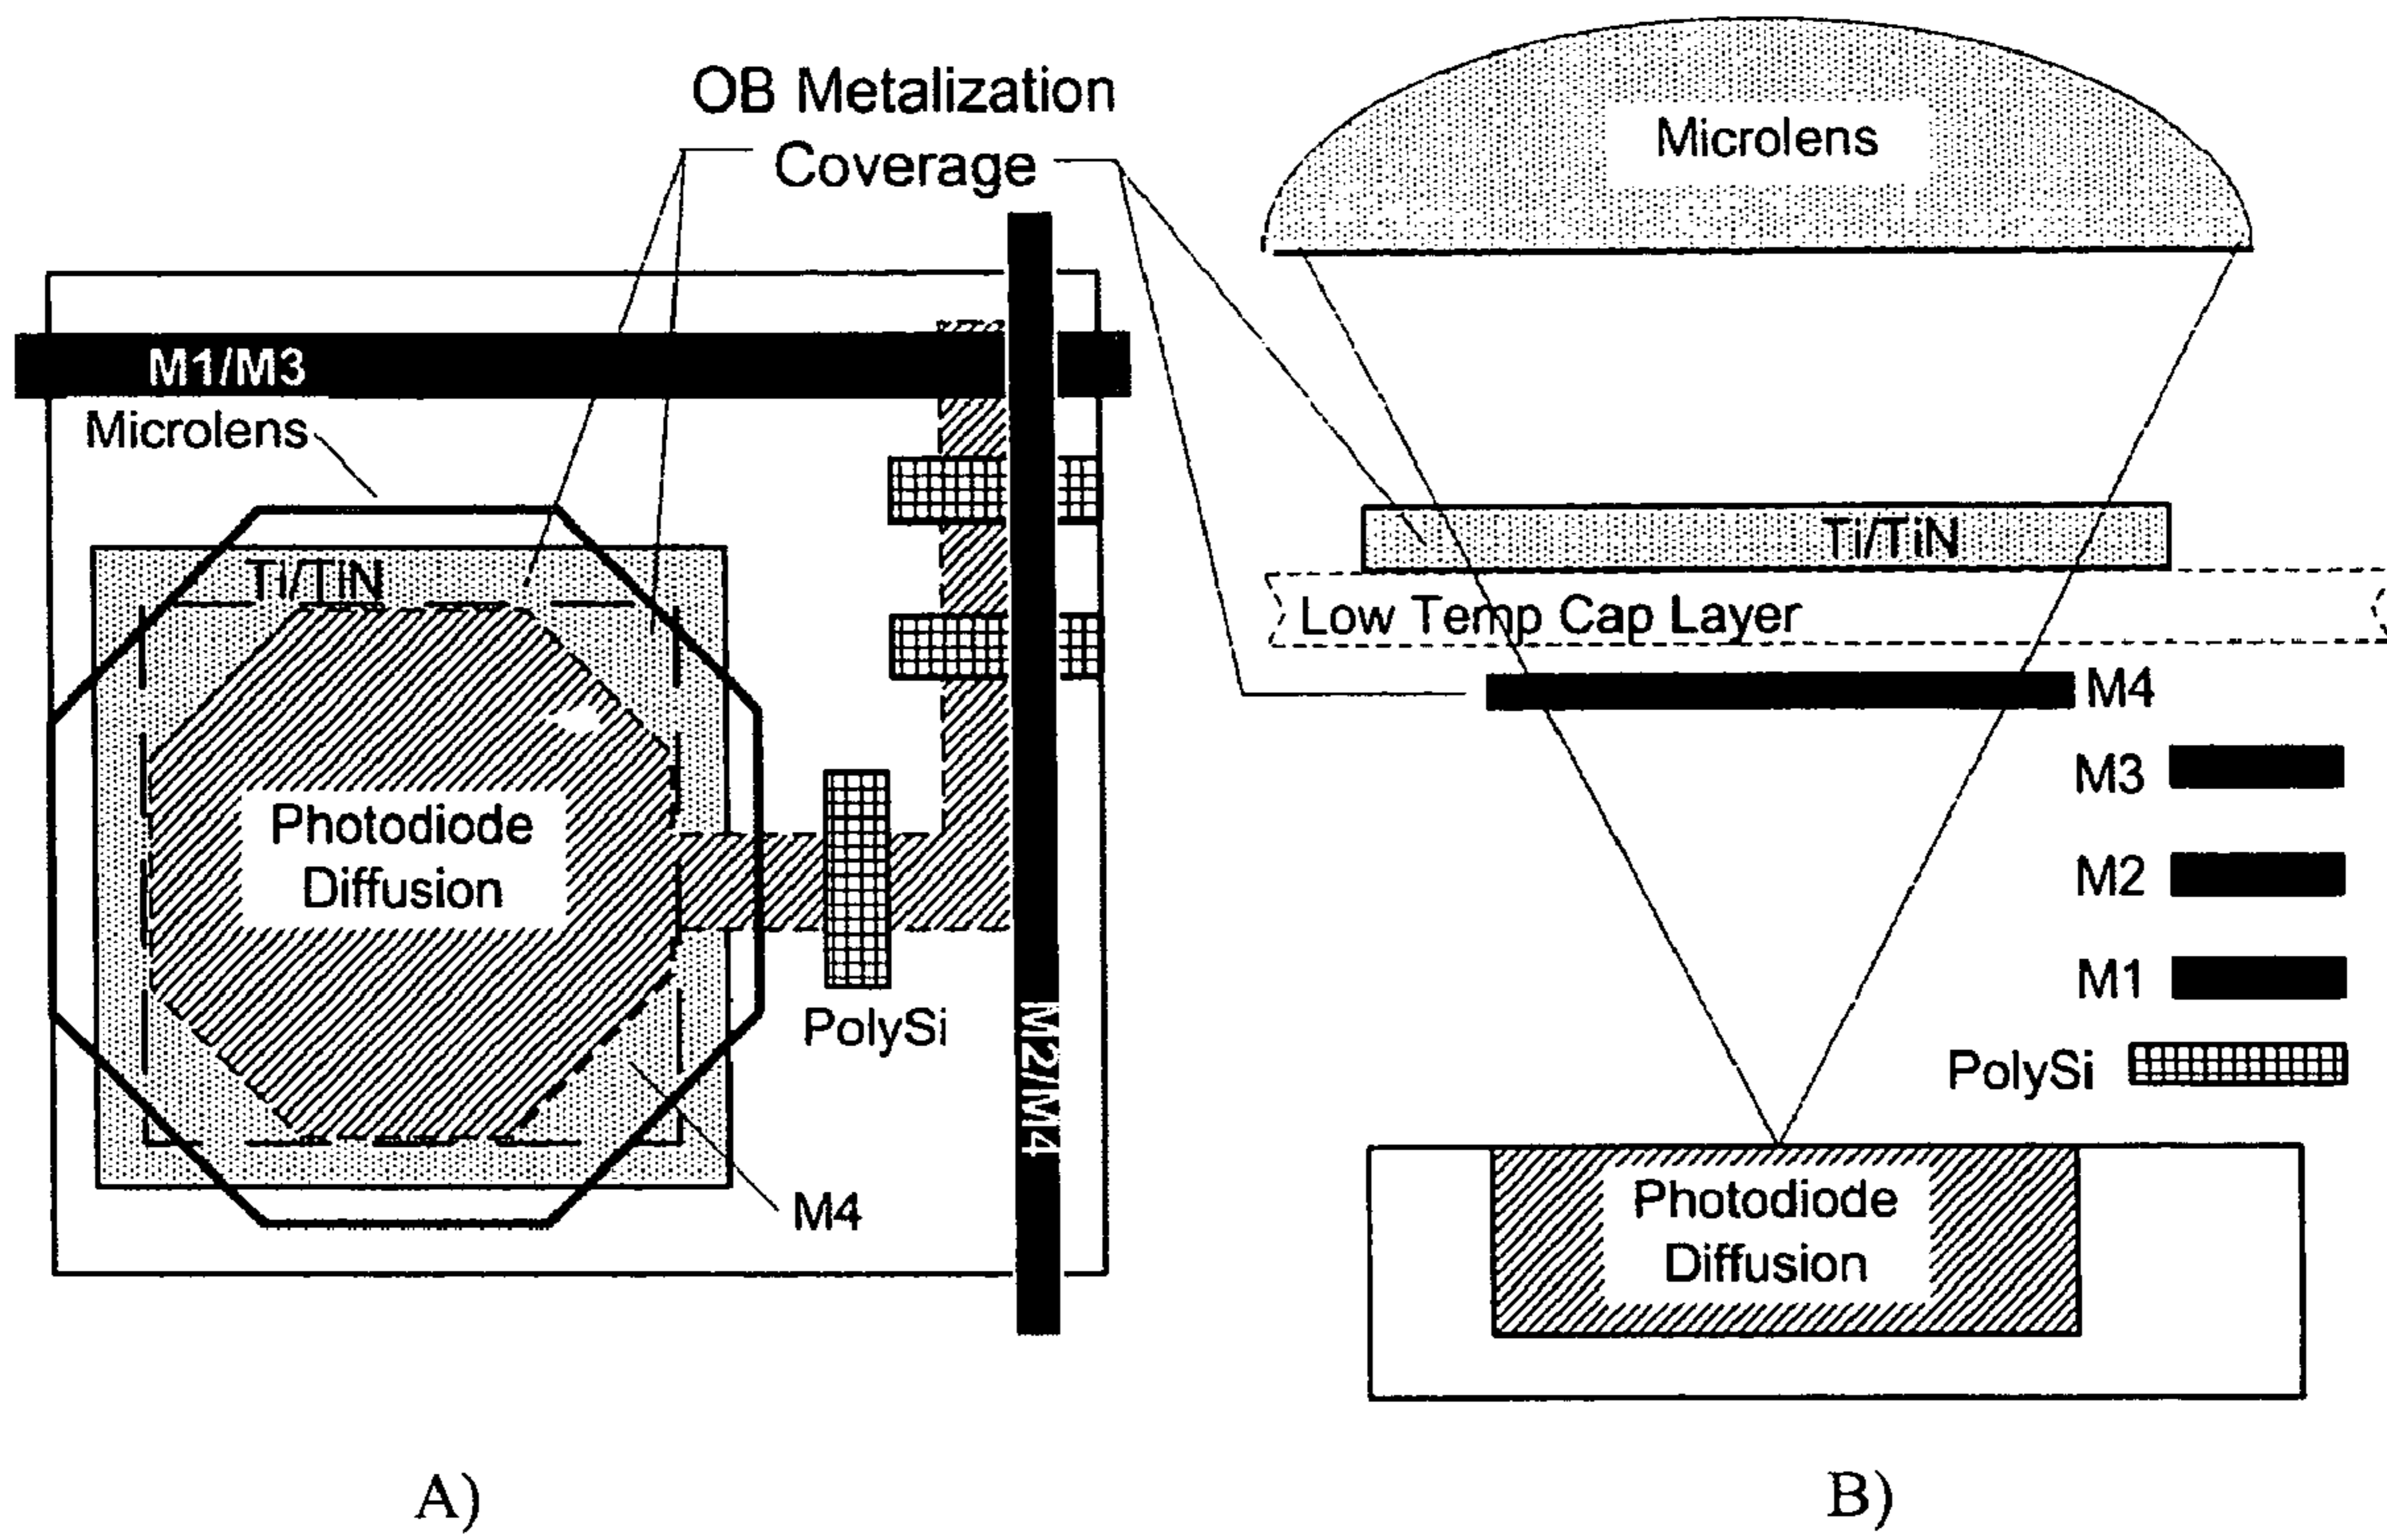 OB Metalization
Coverage
M1/M3
Microlens
Ti/TiN
Photodiode
Diffusion
PolySi
M2/M4
M4
A)
Microlens
Ti/TiN
Low Temp Cap Layer
M4
M3
M2
M1
PolySi
Photodiode
Diffusion
B)